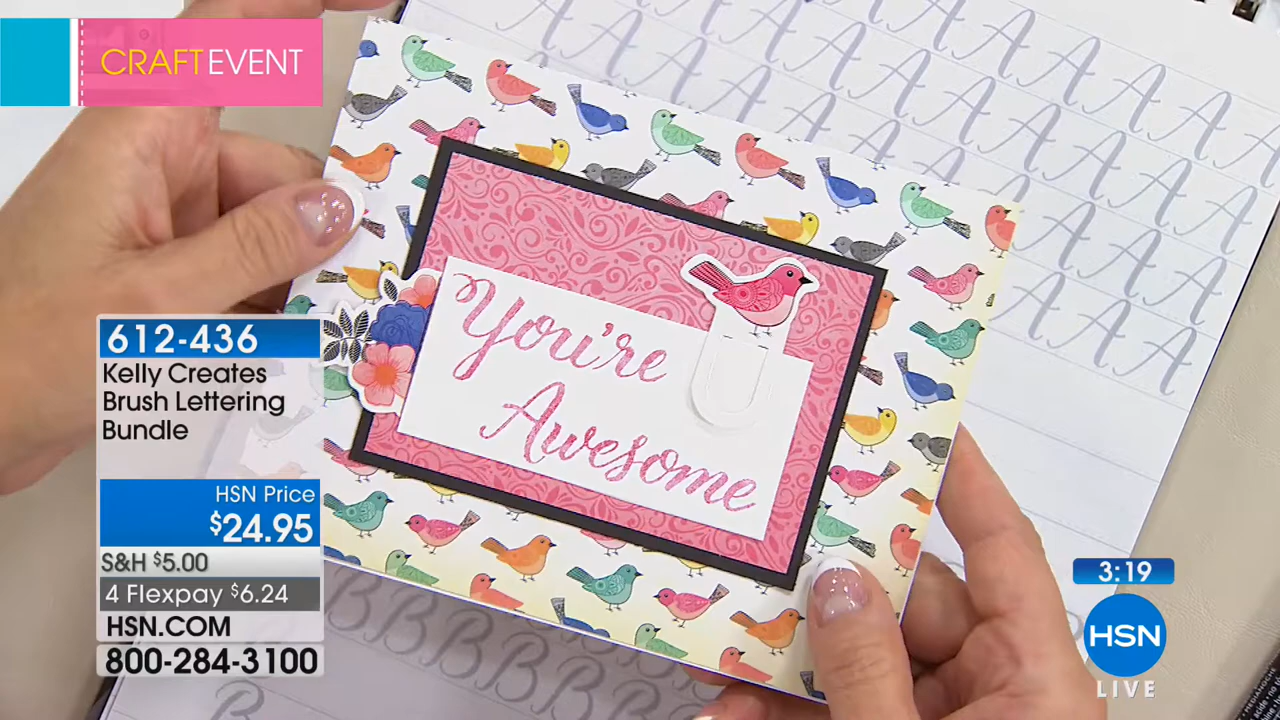 CRAFT EVENT
A A A A A A A
A A A A A A A
A A A A A A A
A A A A A
A A A A
You're
Awesome
612-436
Kelly Creates
Brush Lettering
Bundle
HSN Price
$24.95
S&H $5.00
4 Flexpay $6.24
HSN.COM
800-284-3100
3:19
HSN
LIVE
BBBBBBBB
B